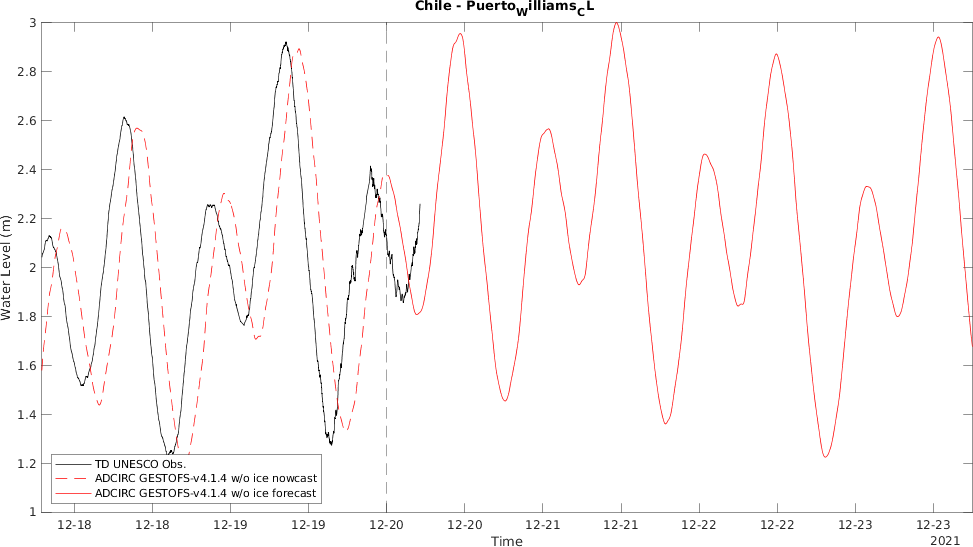 Chile - PuertoWilliamsCL
3
2.8
2.6
2.4
2.2
2
1.8
1.6
1.4
1.2
1
Water Level (m)
TD UNESCO Obs.
ADCIRC GESTOFS-v4.1.4 w/o ice nowcast
ADCIRC GESTOFS-v4.1.4 w/o ice forecast
12-18 12-18 12-19 12-19 12-20 12-20 12-21 12-21 12-22 12-22 12-23 12-23
Time
2021